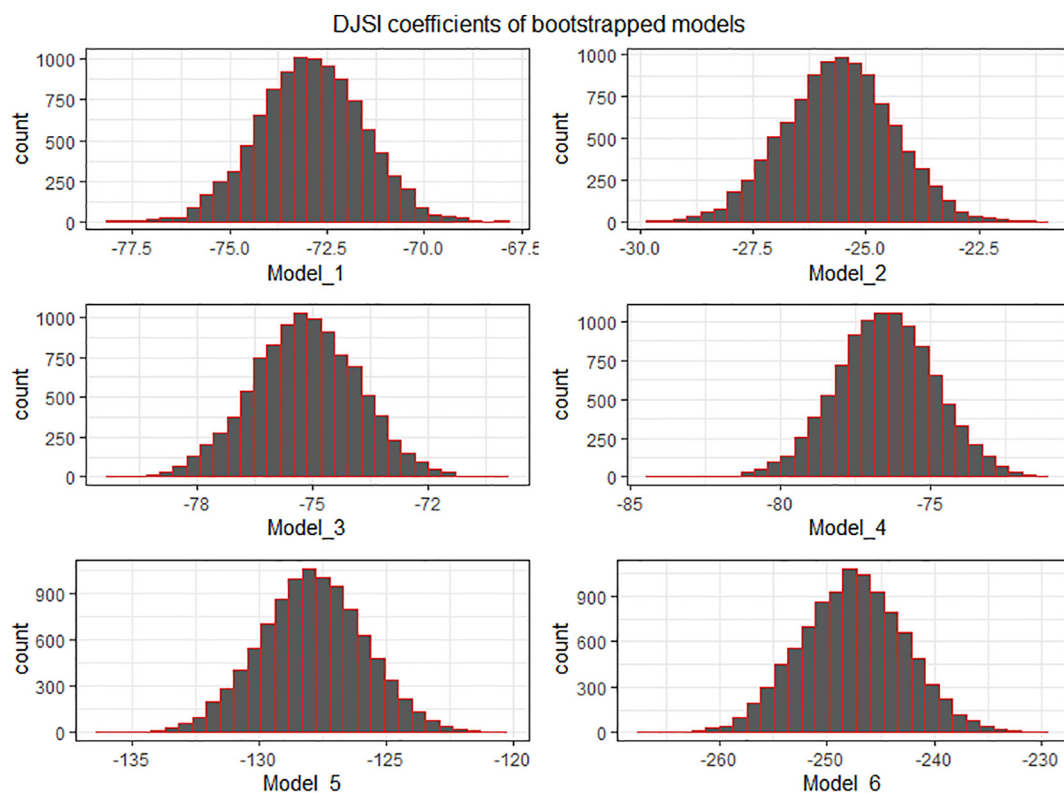 DJSI coefficients of bootstrapped models
1000
750
500
250
0
count
-77.5 -75.0 -72.5 -70.0 -67.5
Model_1
1000
750
500
250
0
count
-30.0 -27.5 -25.0 -22.5
Model_2
1000
750
500
250
0
count
-78 -75 -72
Model_3
1000
750
500
250
0
count
-85 -80 -75
Model_4
900
600
300
0
count
-135 -130 -125 -120
Model_5
900
600
300
0
count
-260 -250 -240 -230
Model_6